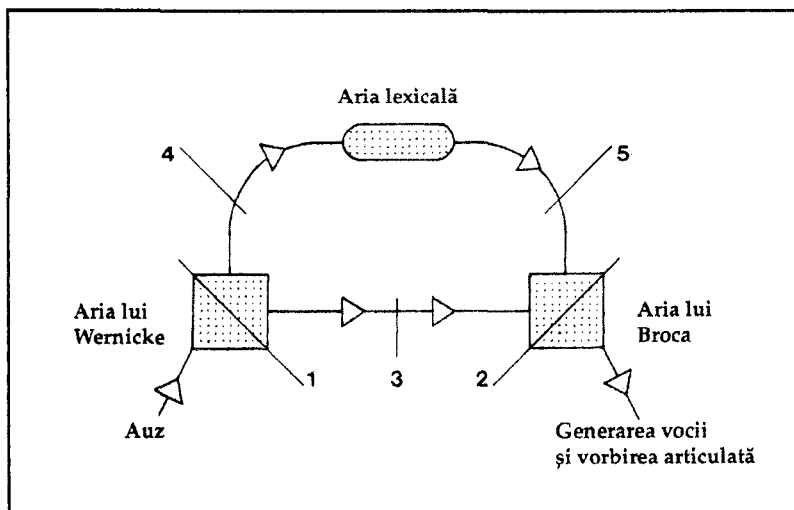 Aria lexicală
4
5
Aria lui
Wernicke
Aria lui
Broca
1
3
2
Auz
Generarea vocii
și vorbirea articulată